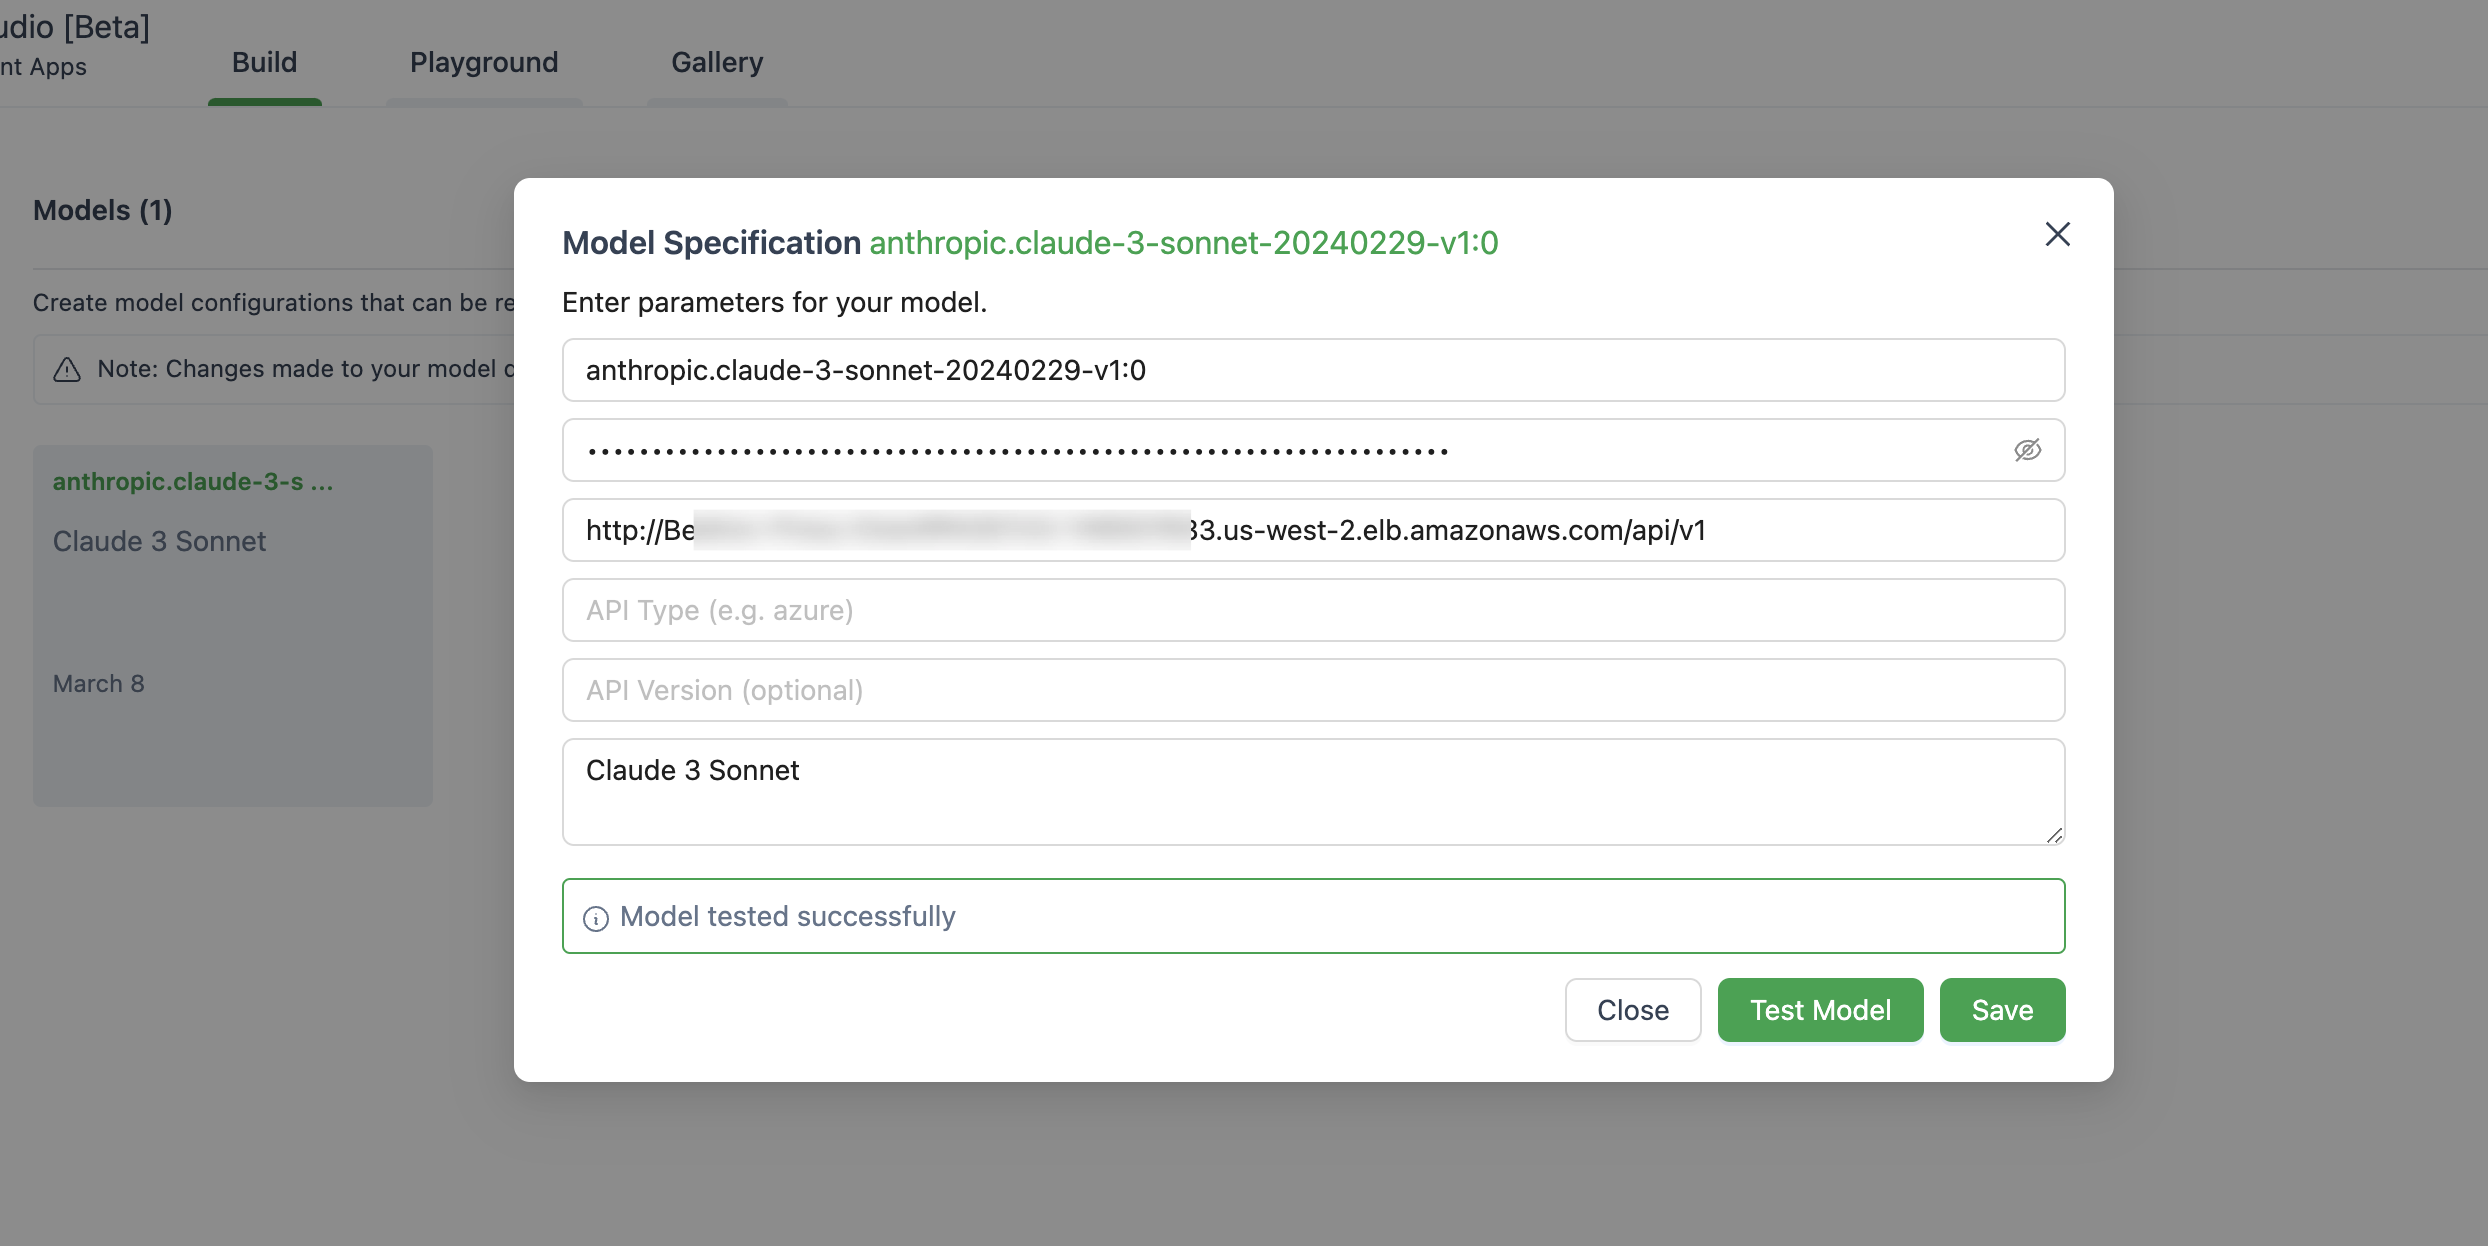 udio [Beta]
nt Apps
Build
Playground
Gallery
Models (1)
Create model configurations that can be re
Note: Changes made to your model
anthropic.claude-3-s ...
Claude 3 Sonnet
March 8
Model Specification anthropic.claude-3-sonnet-20240229-v1:0
Enter parameters for your model.
anthropic.claude-3-sonnet-20240229-v1:0
••••••••••••••••••••••••••••••••••••••••••••••••••••••••••••••••••
http://Be 33.us-west-2.elb.amazonaws.com/api/v1
API Type (e.g. azure)
API Version (optional)
Claude 3 Sonnet
Model tested successfully
Close
Test Model
Save